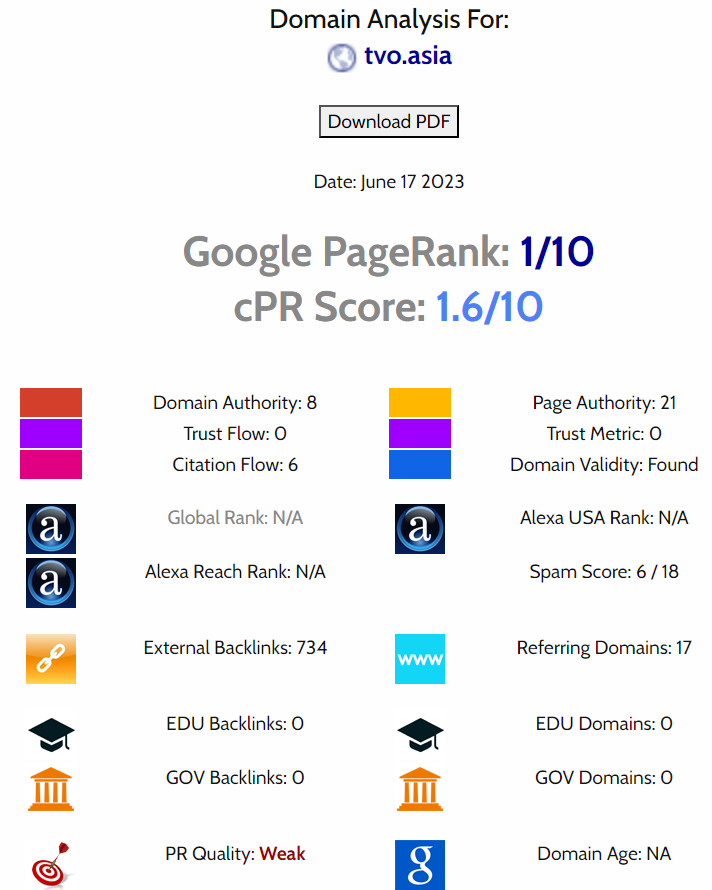 Domain Analysis For:
tvo.asia
Download PDF
Date: June 17 2023
Google PageRank: 1/10
cPR Score: 1.6/10
Domain Authority: 8
Page Authority: 21
Trust Flow: 0
Trust Metric: 0
Citation Flow: 6
Domain Validity: Found
a
Global Rank: N/A
a
Alexa USA Rank: N/A
a
Alexa Reach Rank: N/A
Spam Score: 6 / 18
External Backlinks: 734
www
Referring Domains: 17
EDU Backlinks: 0
EDU Domains: 0
GOV Backlinks: 0
GOV Domains: 0
PR Quality: Weak
g
Domain Age: NA